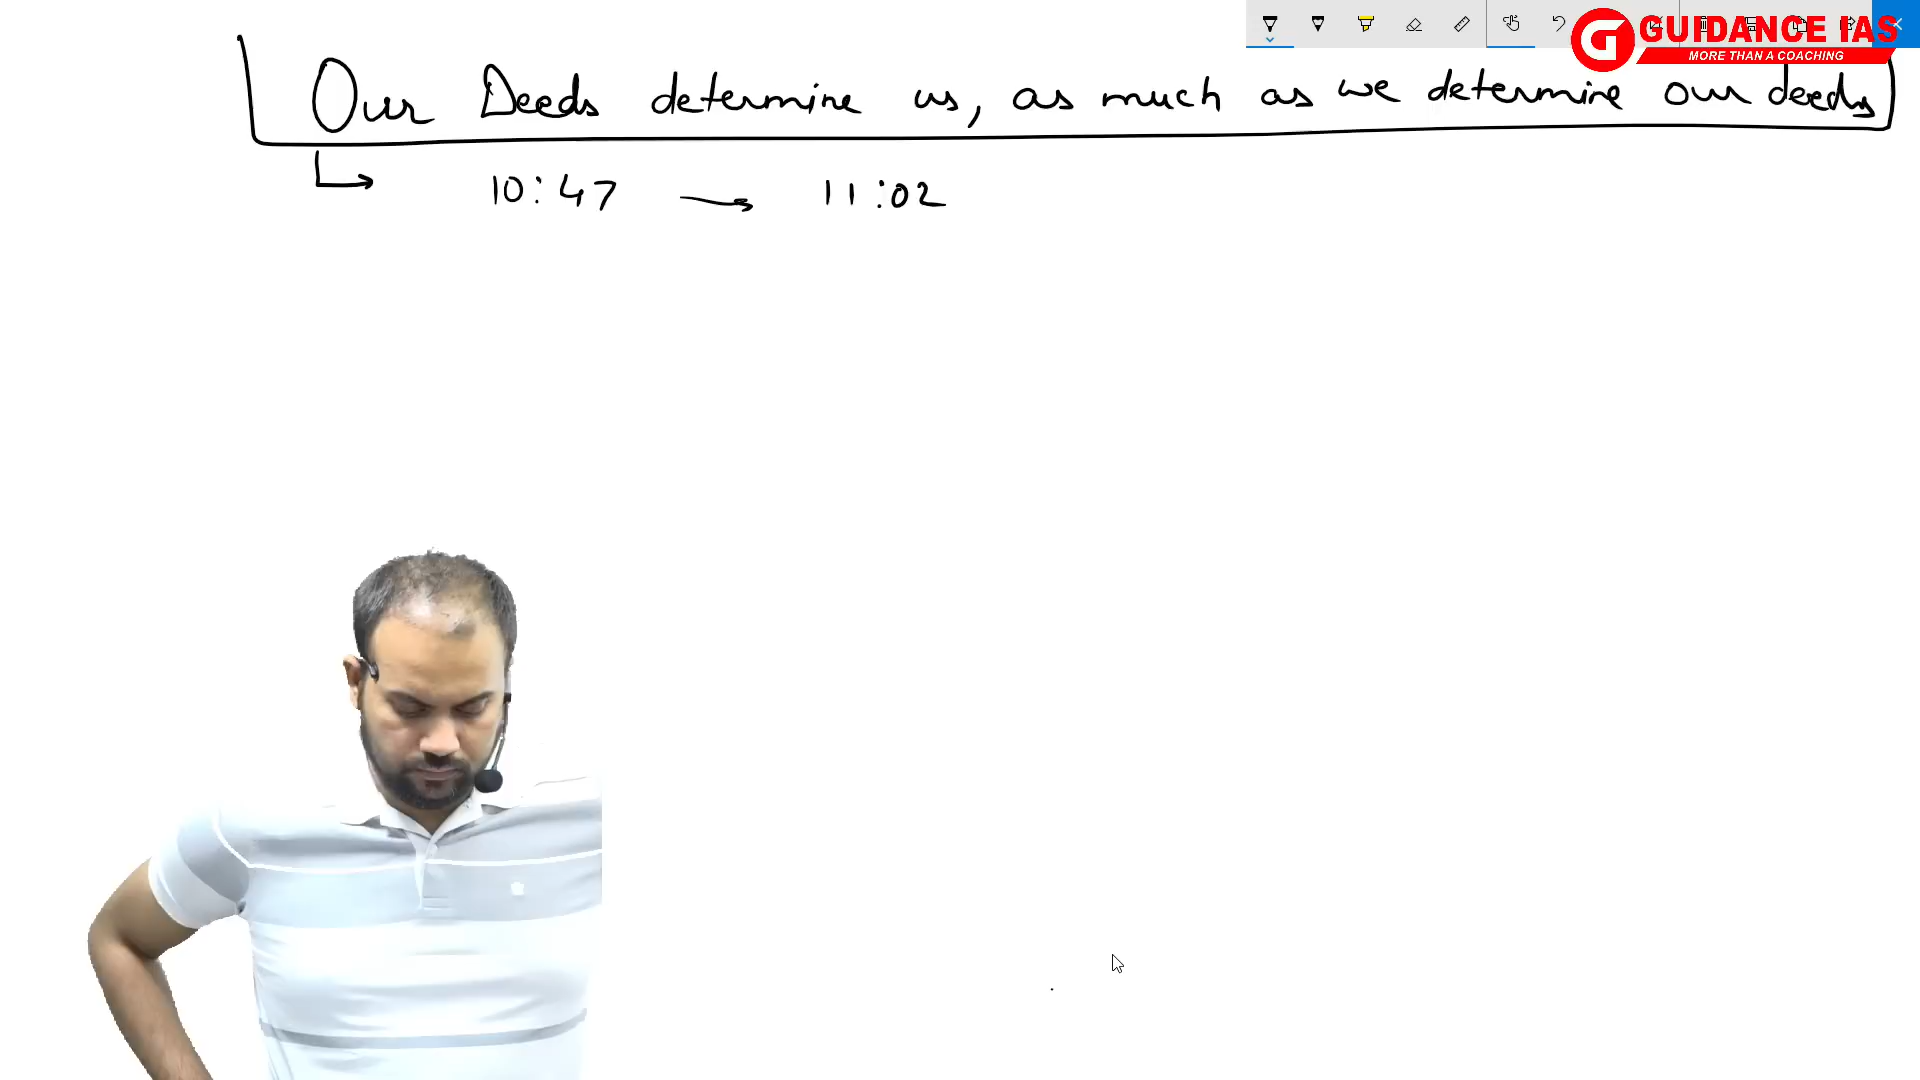 GUIDANCE IAS
MORE THAN A COACHING
Our Deeds determine us, as much as we determine our deeds
10:47 → 11:02